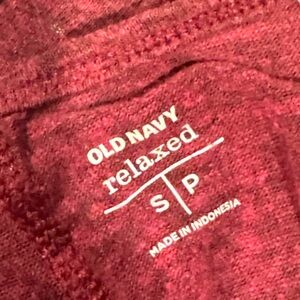 OLD NAVY
relaxed
S | P
MADE IN INDONESIA